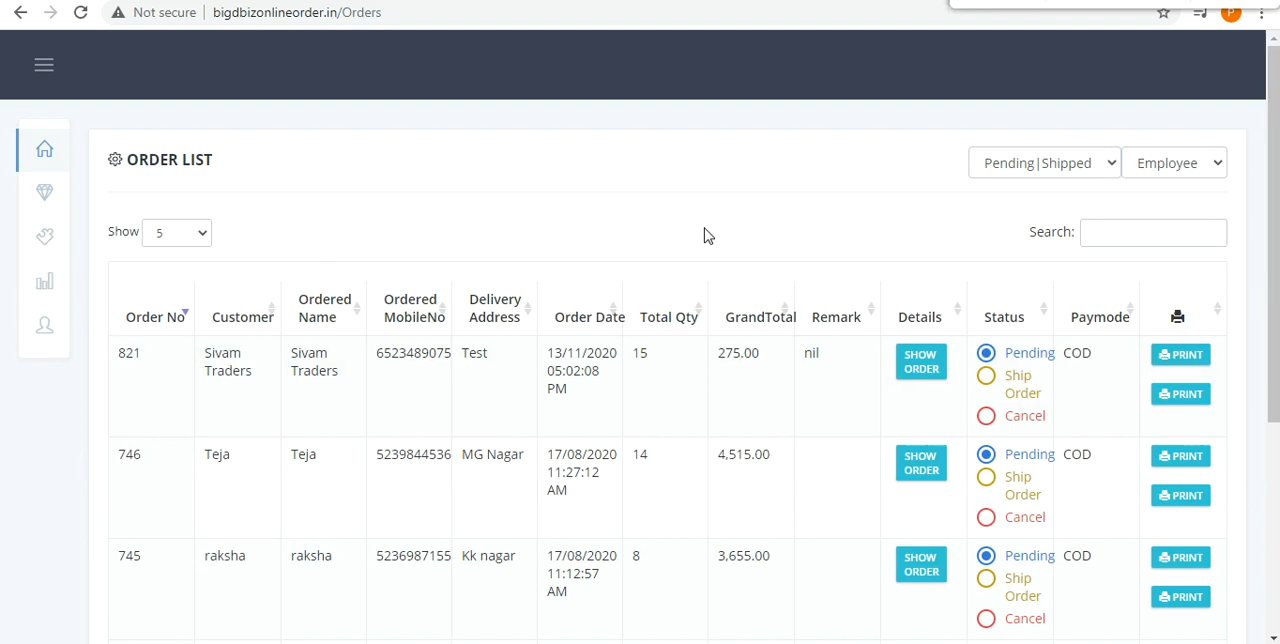 Not secure | bigdbizonlineorder.in/Orders
P
ORDER LIST
Pending|Shipped Employee
Show 5 Search:
Order No Customer Ordered Name Ordered MobileNo Delivery Address Order Date Total Qty GrandTotal Remark Details Status Paymode
821 Sivam Traders Sivam Traders 6523489075 Test 13/11/2020 05:02:08 PM 15 275.00 nil SHOW ORDER Pending Ship Order Cancel COD PRINT PRINT
746 Teja Teja 5239844536 MG Nagar 17/08/2020 11:27:12 AM 14 4,515.00 SHOW ORDER Pending Ship Order Cancel COD PRINT PRINT
745 raksha raksha 5236987155 Kk nagar 17/08/2020 11:12:57 AM 8 3,655.00 SHOW ORDER Pending Ship Order Cancel COD PRINT PRINT